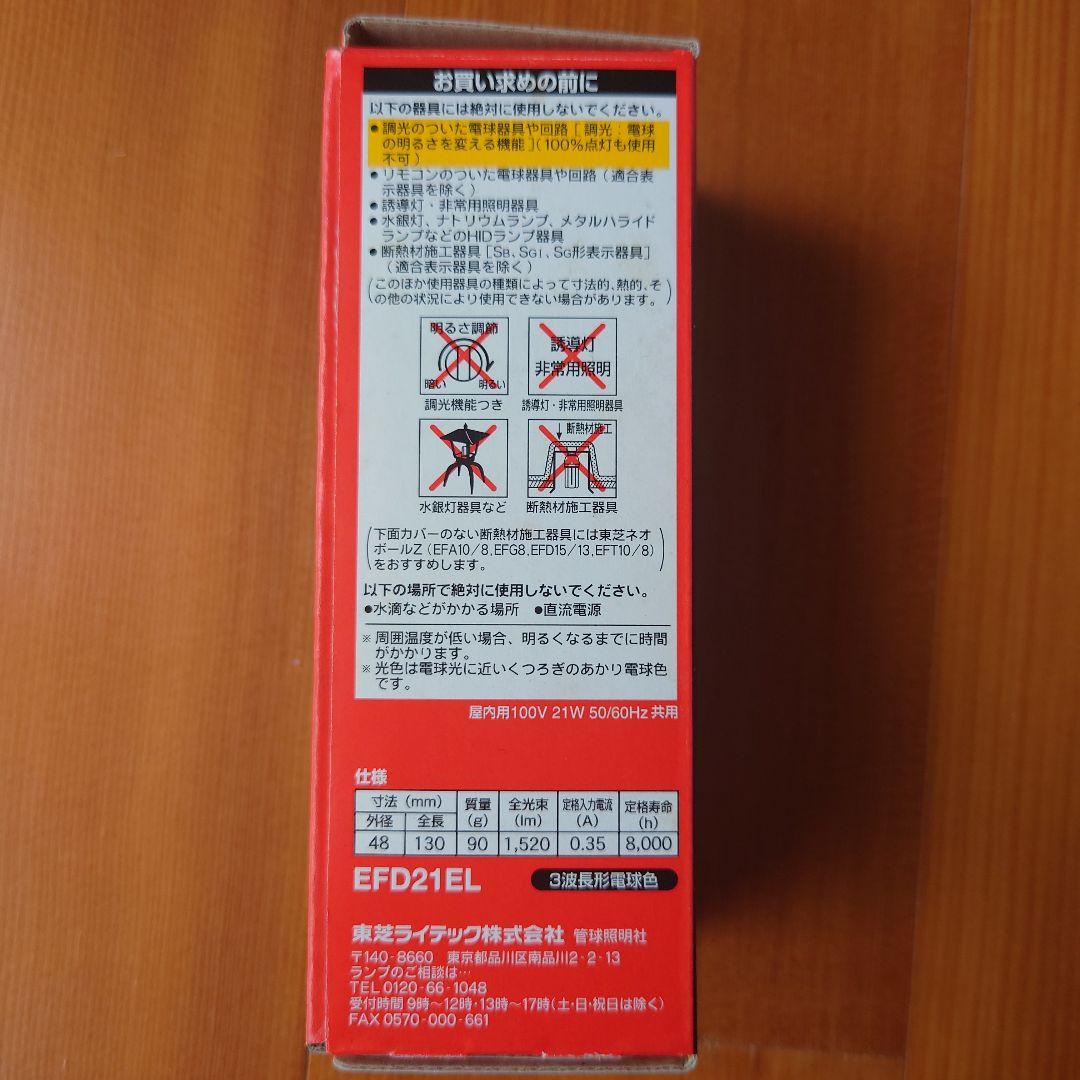 お買い求めの前に
以下の器具には絶対に使用しないでください。
●調光のついた電球器具や回路[調光:電球
の明るさを変える機能](100%点灯も使用
不可)
●リモコンのついた電球器具や回路(適合表
示器具を除く)
●誘導灯・非常用照明器具
●水銀灯、ナトリウムランプ、メタルハライド
ランプなどのHIDランプ器具
●断熱材施工器具[SB、SGI、SG形表示器具]
(適合表示器具を除く)
(このほか使用器具の種類によって寸法的、熱的、そ
の他の状況により使用できない場合があります。)
明るさ調節
暗い 明るい
調光機能つき
誘導灯
非常用照明
誘導灯・非常用照明器具
水銀灯器具など
断熱材施工
断熱材施工器具
(下面カバーのない断熱材施工器具には東芝ネオ
ボールZ(EFA10/8,EFG8,EFD15/13,EFT10/8)
をおすすめします。)
以下の場所で絶対に使用しないでください。
●水滴などがかかる場所 ●直流電源
※周囲温度が低い場合、明るくなるまでに時間
がかかります。
※光色は電球光に近いくつろぎのあかり電球色
です。
屋内用100V 21W 50/60Hz 共用
仕様
寸法(mm) 質量(g) 全光束(lm) 定格入力電流(A) 定格寿命(h)
外径 全長
48 130 90 1,520 0.35 8,000
EFD21EL 3波長形電球色
東芝ライテック株式会社 管球照明社
〒140-8660 東京都品川区南品川2-2-13
ランプのご相談は…
TEL 0120-66-1048
受付時間 9時〜12時・13時〜17時(土・日・祝日は除く)
FAX 0570-000-661